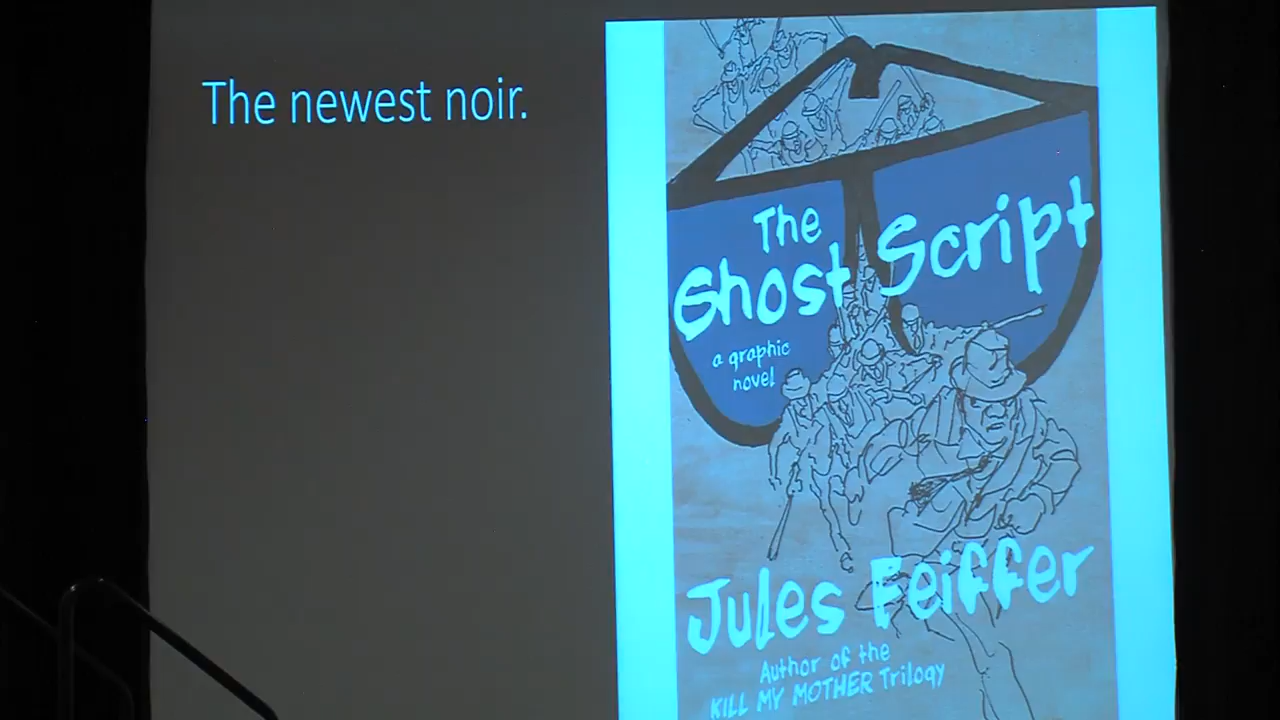 The newest noir.
The
Ghost Script
a graphic
novel
Jules Feiffer
Author of the
KILL MY MOTHER Trilogy